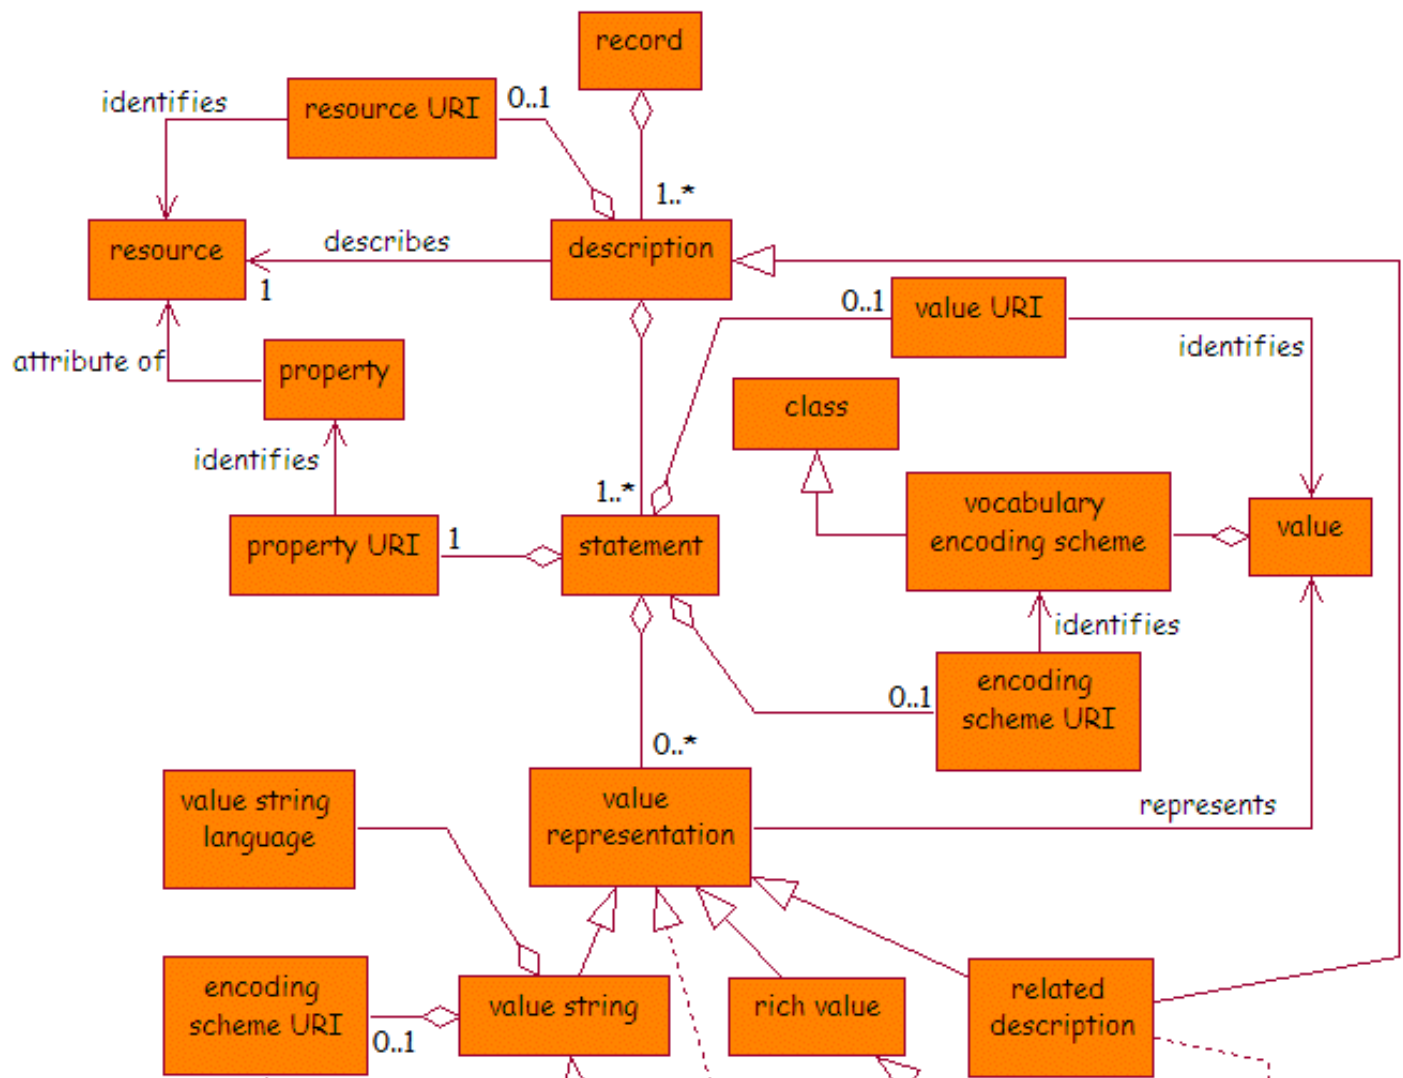 record
identifies
resource URI
0..1
1..*
resource
describes
description
1
0..1
value URI
identifies
attribute of
property
class
identifies
1..*
vocabulary
encoding scheme
value
property URI
1
statement
identifies
encoding
scheme URI
0..1
0..*
value string
language
value
representation
represents
encoding
scheme URI
0..1
value string
rich value
related
description